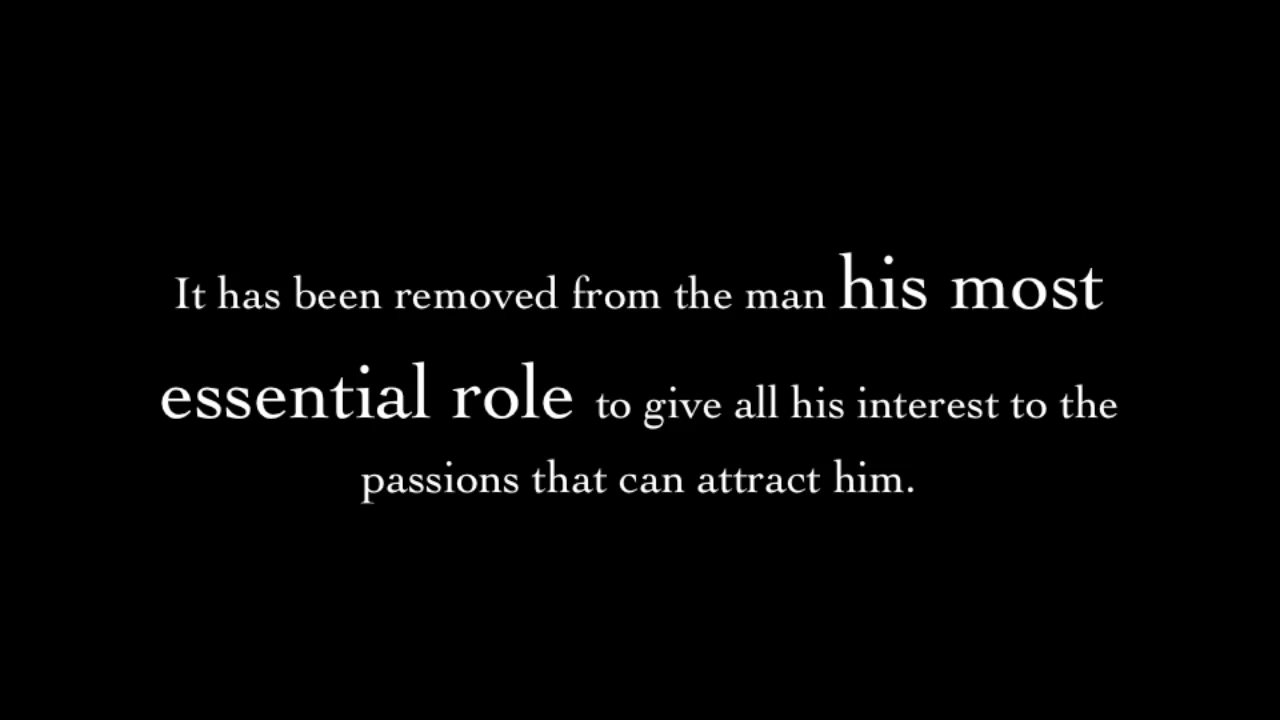 It has been removed from the man his most
essential role to give all his interest to the
passions that can attract him.